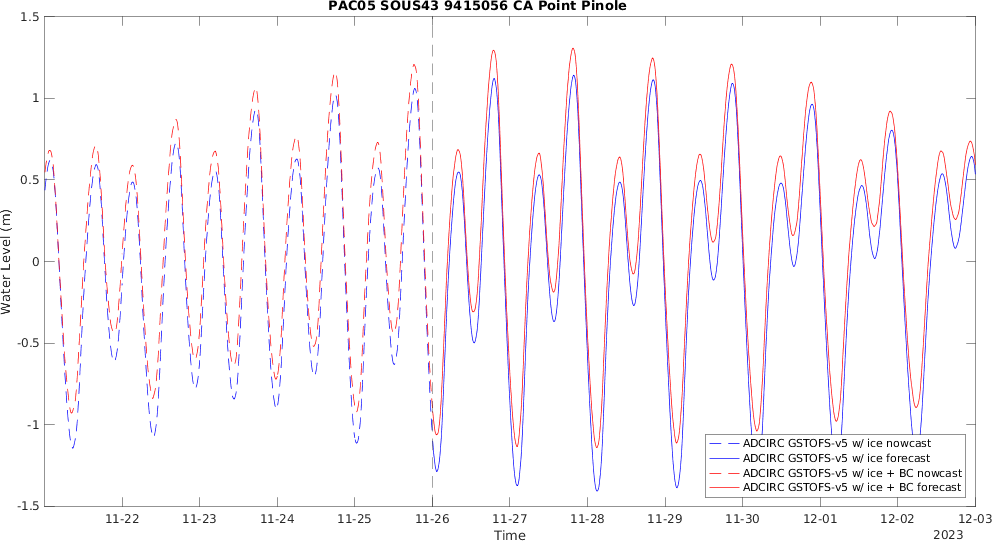 PAC05 SOUS43 9415056 CA Point Pinole
Water Level (m)
1.5
1
0.5
0
-0.5
-1
-1.5
ADCIRC GSTOFS-v5 w/ ice nowcast
ADCIRC GSTOFS-v5 w/ ice forecast
ADCIRC GSTOFS-v5 w/ ice + BC nowcast
ADCIRC GSTOFS-v5 w/ ice + BC forecast
11-22 11-23 11-24 11-25 11-26 11-27 11-28 11-29 11-30 12-01 12-02 12-03
Time
2023